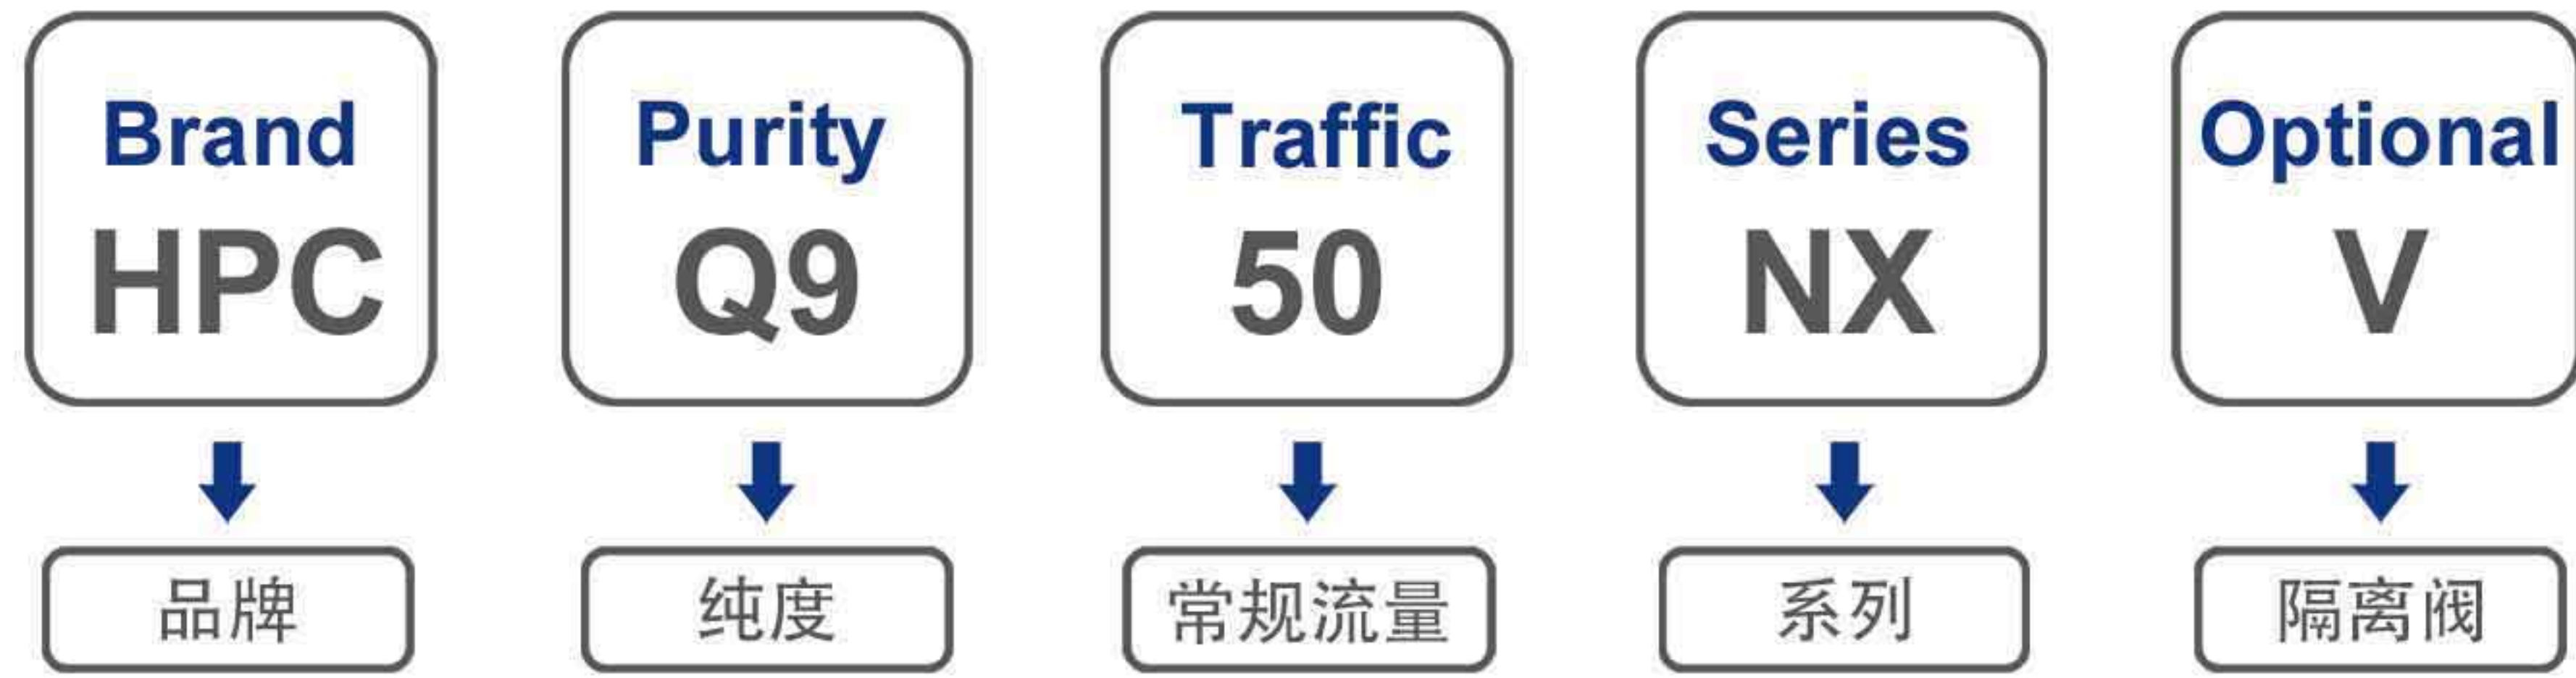 Brand
HPC
品牌
Purity
Q9
纯度
Traffic
50
常规流量
Series
NX
系列
Optional
V
隔离阀